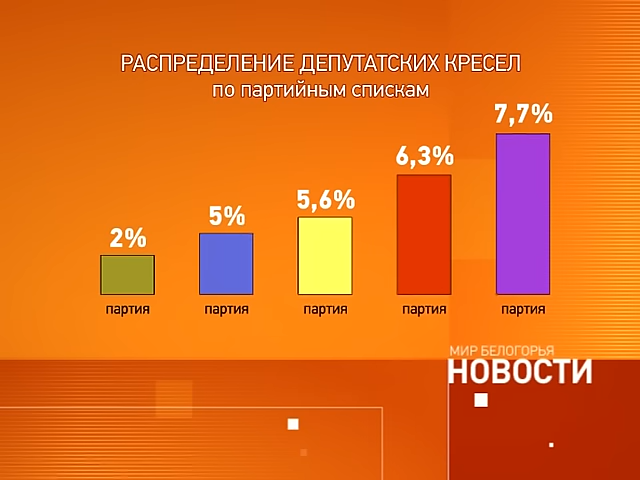 РАСПРЕДЕЛЕНИЕ ДЕПУТАТСКИХ КРЕСЕЛ
по партийным спискам
2% 5% 5,6% 6,3% 7,7%
партия партия партия партия партия
МИР БЕЛОГОРЬЯ
НОВОСТИ